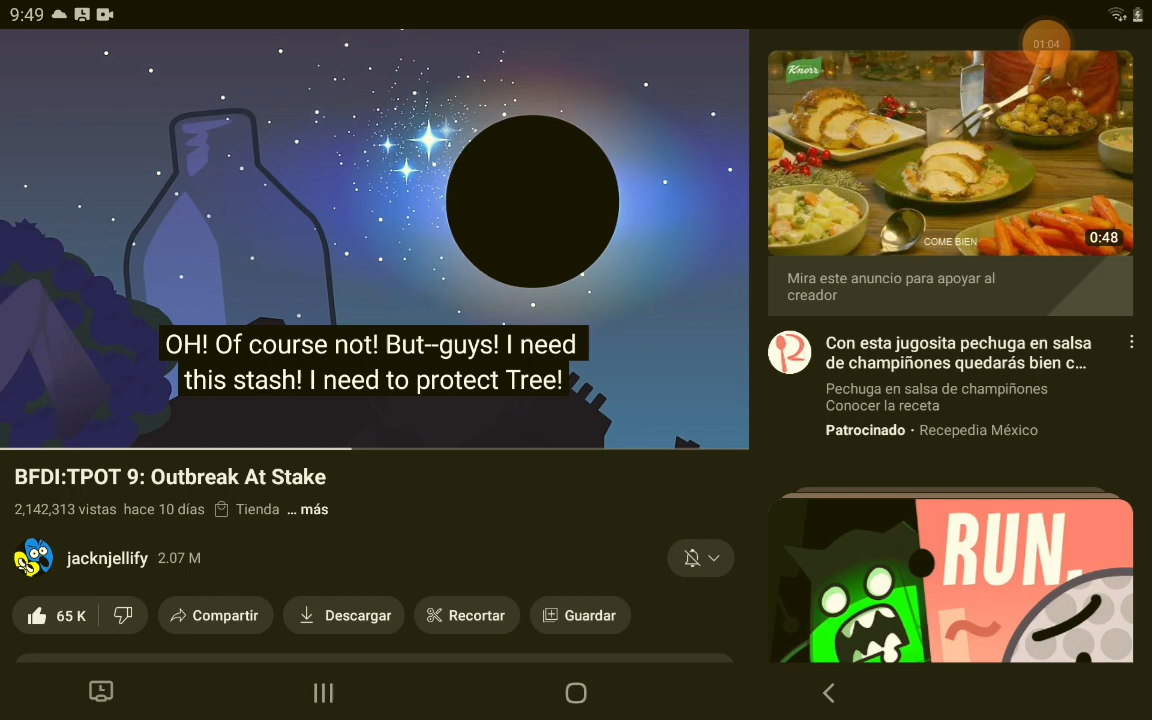 9:49
01:04
Knorr
COME BIEN
0:48
Mira este anuncio para apoyar al
creador
OH! Of course not! But--guys! I need
this stash! I need to protect Tree!
Con esta jugosita pechuga en salsa
de champiñones quedarás bien c...
Pechuga en salsa de champiñones
Conocer la receta
Patrocinado · Recepedia México
BFDI:TPOT 9: Outbreak At Stake
2,142,313 vistas hace 10 días Tienda ... más
jacknjellify 2.07 M
65 K
Compartir
Descargar
Recortar
Guardar
RUN.